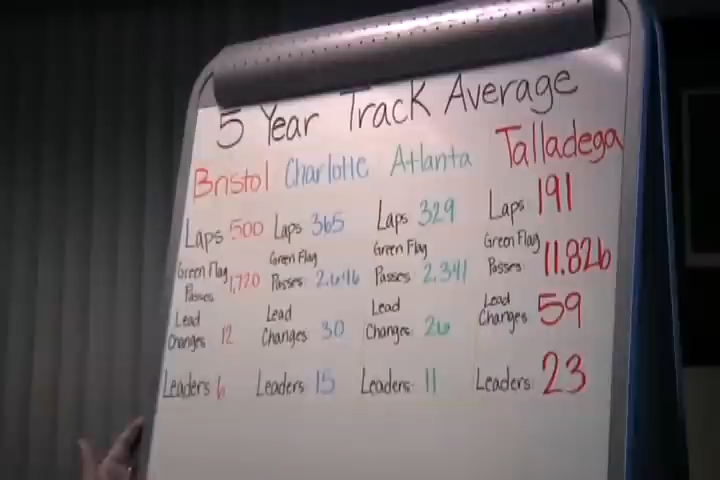 5 Year Track Average
Bristol Charlotte Atlanta Talladega
Laps 500 Laps 365 Laps 329 Laps 191
Green Flag Green Flag Green Flag Green Flag
Passes 1,720 Passes: 2.646 Passes: 2.341 Passes: 11.826
Lead Lead Lead Lead
Changes 12 Changes 30 Changes: 26 Changes 59
Leaders 6 Leaders 15 Leaders: 11 Leaders: 23